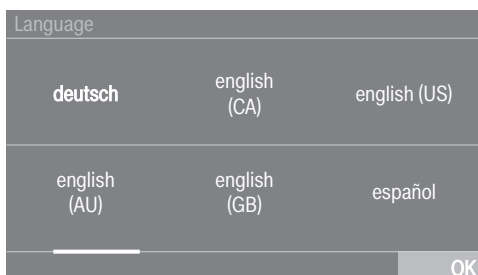 Language
deutsch
english
(CA)
english (US)
english
(AU)
english
(GB)
español
OK